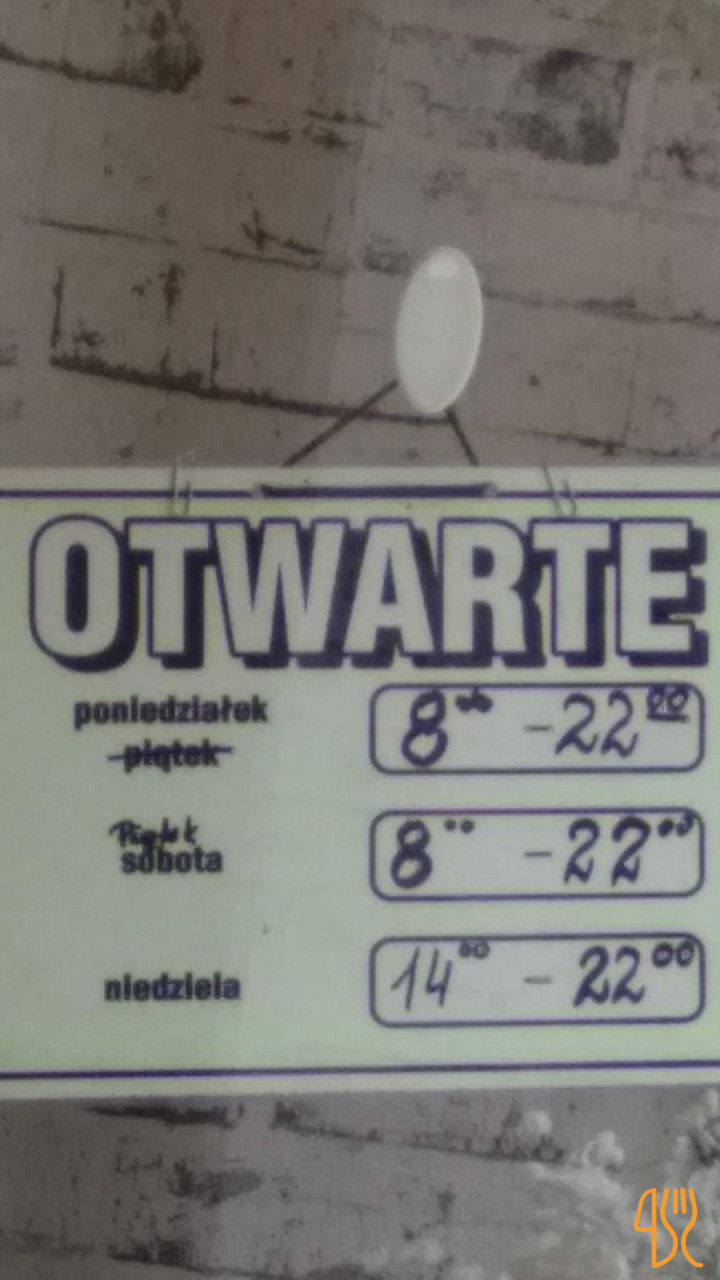 OTWARTE
poniedziałek 8⁰⁰ - 22⁰⁰
piątek
Piątek 8⁰⁰ - 22⁰⁰
sobota
niedziela 14⁰⁰ - 22⁰⁰